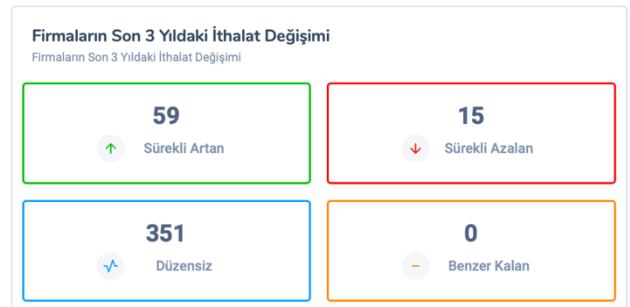 Firmaların Son 3 Yıldaki İthalat Değişimi
Firmaların Son 3 Yıldaki İthalat Değişimi
59
Sürekli Artan
15
Sürekli Azalan
351
Düzensiz
0
Benzer Kalan